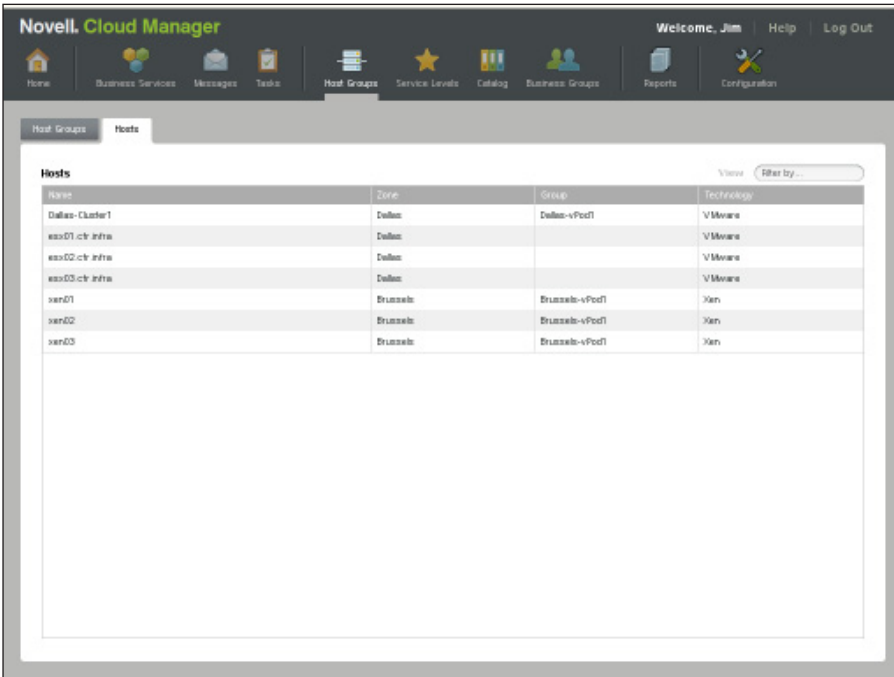 Novell. Cloud Manager
Welcome, Jim Help Log Out
Home Business Services Messages Tasks Host Groups Service Levels Catalog Business Groups Reports Configuration
Host Groups Hosts
Hosts View Filter by...
Name Zone Group Technology
Dallas-Cluster1 Dallas Dallas-vPod1 VMware
esx01.ctr.infra Dallas VMware
esx02.ctr.infra Dallas VMware
esx03.ctr.infra Dallas VMware
xen01 Brussels Brussels-vPod1 Xen
xen02 Brussels Brussels-vPod1 Xen
xen03 Brussels Brussels-vPod1 Xen